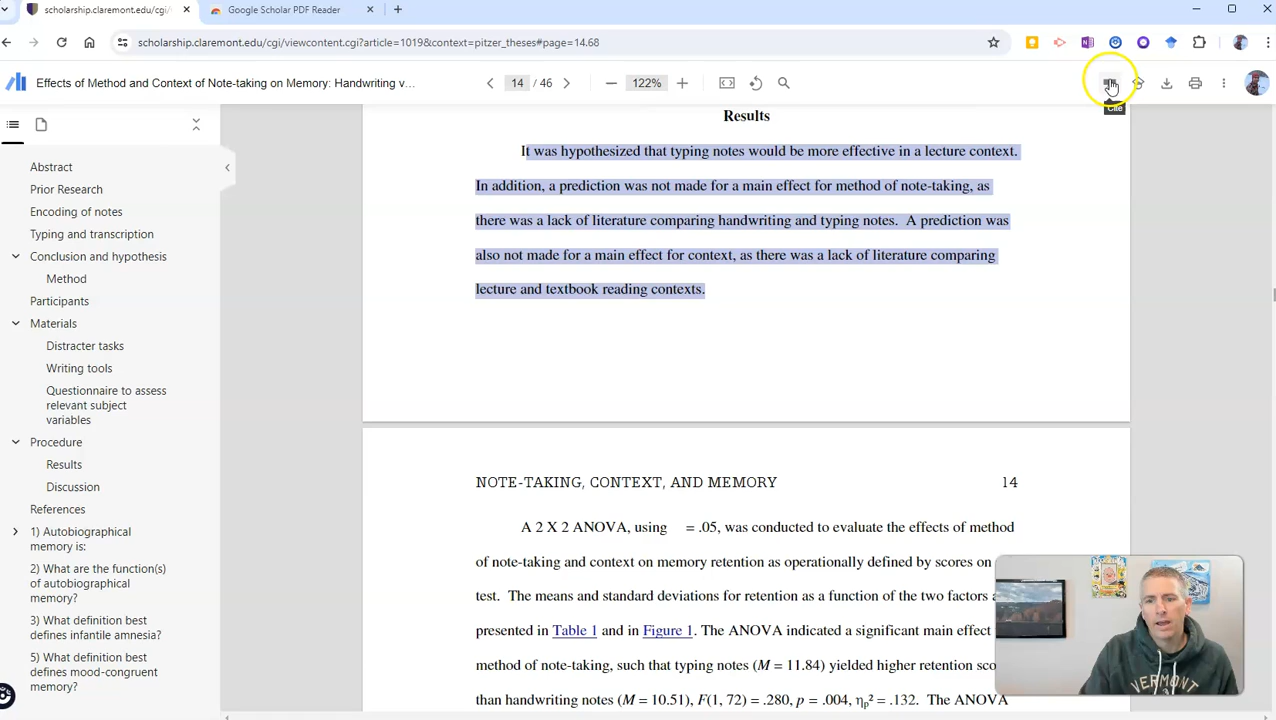 scholarship.claremont.edu/cgi/
Google Scholar PDF Reader
scholarship.claremont.edu/cgi/viewcontent.cgi?article=1019&context=pitzer_theses#page=14.68
Effects of Method and Context of Note-taking on Memory: Handwriting v...
14 / 46
122%
Cite
Abstract
Prior Research
Encoding of notes
Typing and transcription
Conclusion and hypothesis
Method
Participants
Materials
Distracter tasks
Writing tools
Questionnaire to assess
relevant subject
variables
Procedure
Results
Discussion
References
1) Autobiographical
memory is:
2) What are the function(s)
of autobiographical
memory?
3) What definition best
defines infantile amnesia?
5) What definition best
defines mood-congruent
memory?
Results
It was hypothesized that typing notes would be more effective in a lecture context.
In addition, a prediction was not made for a main effect for method of note-taking, as
there was a lack of literature comparing handwriting and typing notes.  A prediction was
also not made for a main effect for context, as there was a lack of literature comparing
lecture and textbook reading contexts.
NOTE-TAKING, CONTEXT, AND MEMORY 14
A 2 X 2 ANOVA, using = .05, was conducted to evaluate the effects of method
of note-taking and context on memory retention as operationally defined by scores on
test.  The means and standard deviations for retention as a function of the two factors
presented in Table 1 and in Figure 1. The ANOVA indicated a significant main effect
method of note-taking, such that typing notes (M = 11.84) yielded higher retention
than handwriting notes (M = 10.51), F(1, 72) = .280, p = .004, ηp² = .132.  The ANOVA
VERMONT